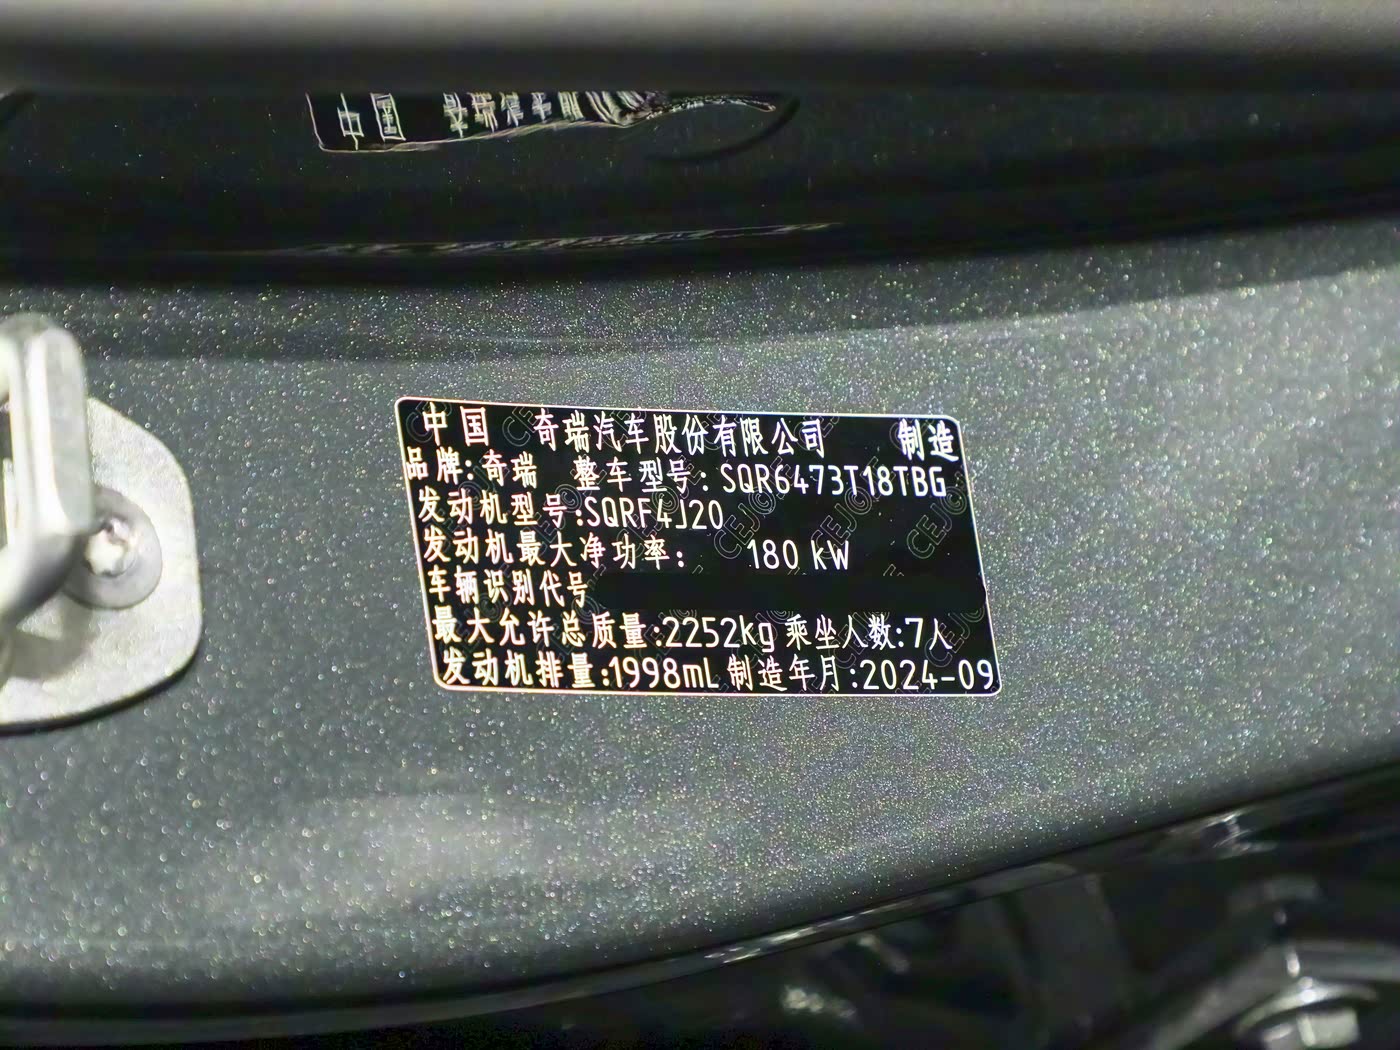 中国 奇瑞汽车股份有限公司 制造
品牌:奇瑞 整车型号:SQR6473T18TBG
发动机型号:SQRF4J20
发动机最大净功率: 180 kW
车辆识别代号
最大允许总质量:2252kg 乘坐人数:7人
发动机排量:1998mL 制造年月:2024-09